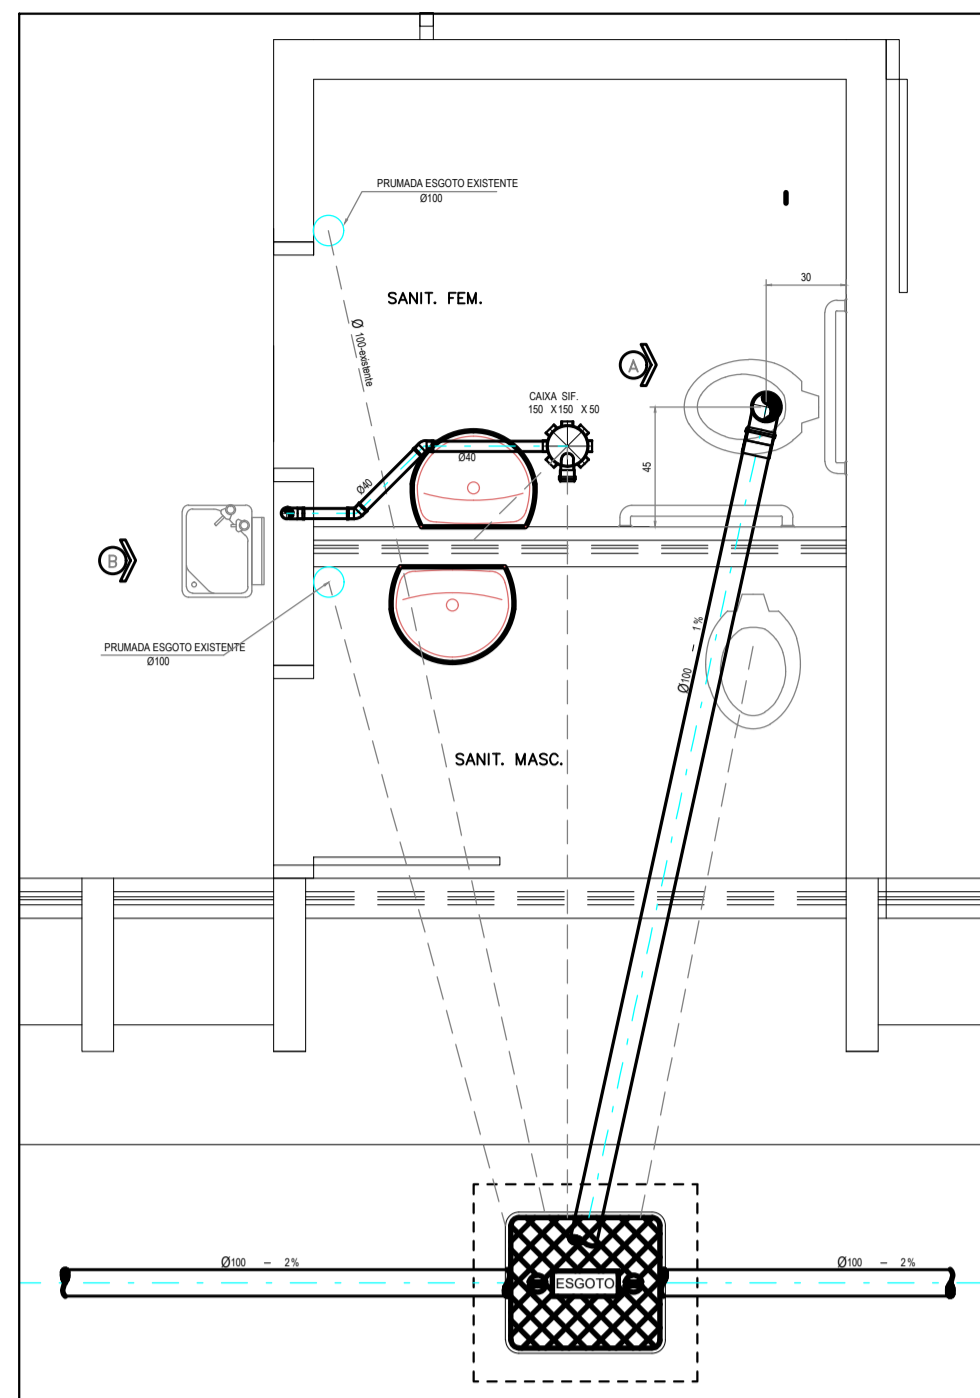 PRUMADA ESGOTO EXISTENTE
Ø100
30
SANIT. FEM.
Ø 100-existente
A
CAIXA SIF.
150 X 150 X 50
Ø40
Ø40
45
B
PRUMADA ESGOTO EXISTENTE
Ø100
Ø100 - 1%
SANIT. MASC.
Ø100 - 2%
Ø100 - 2%
ESGOTO